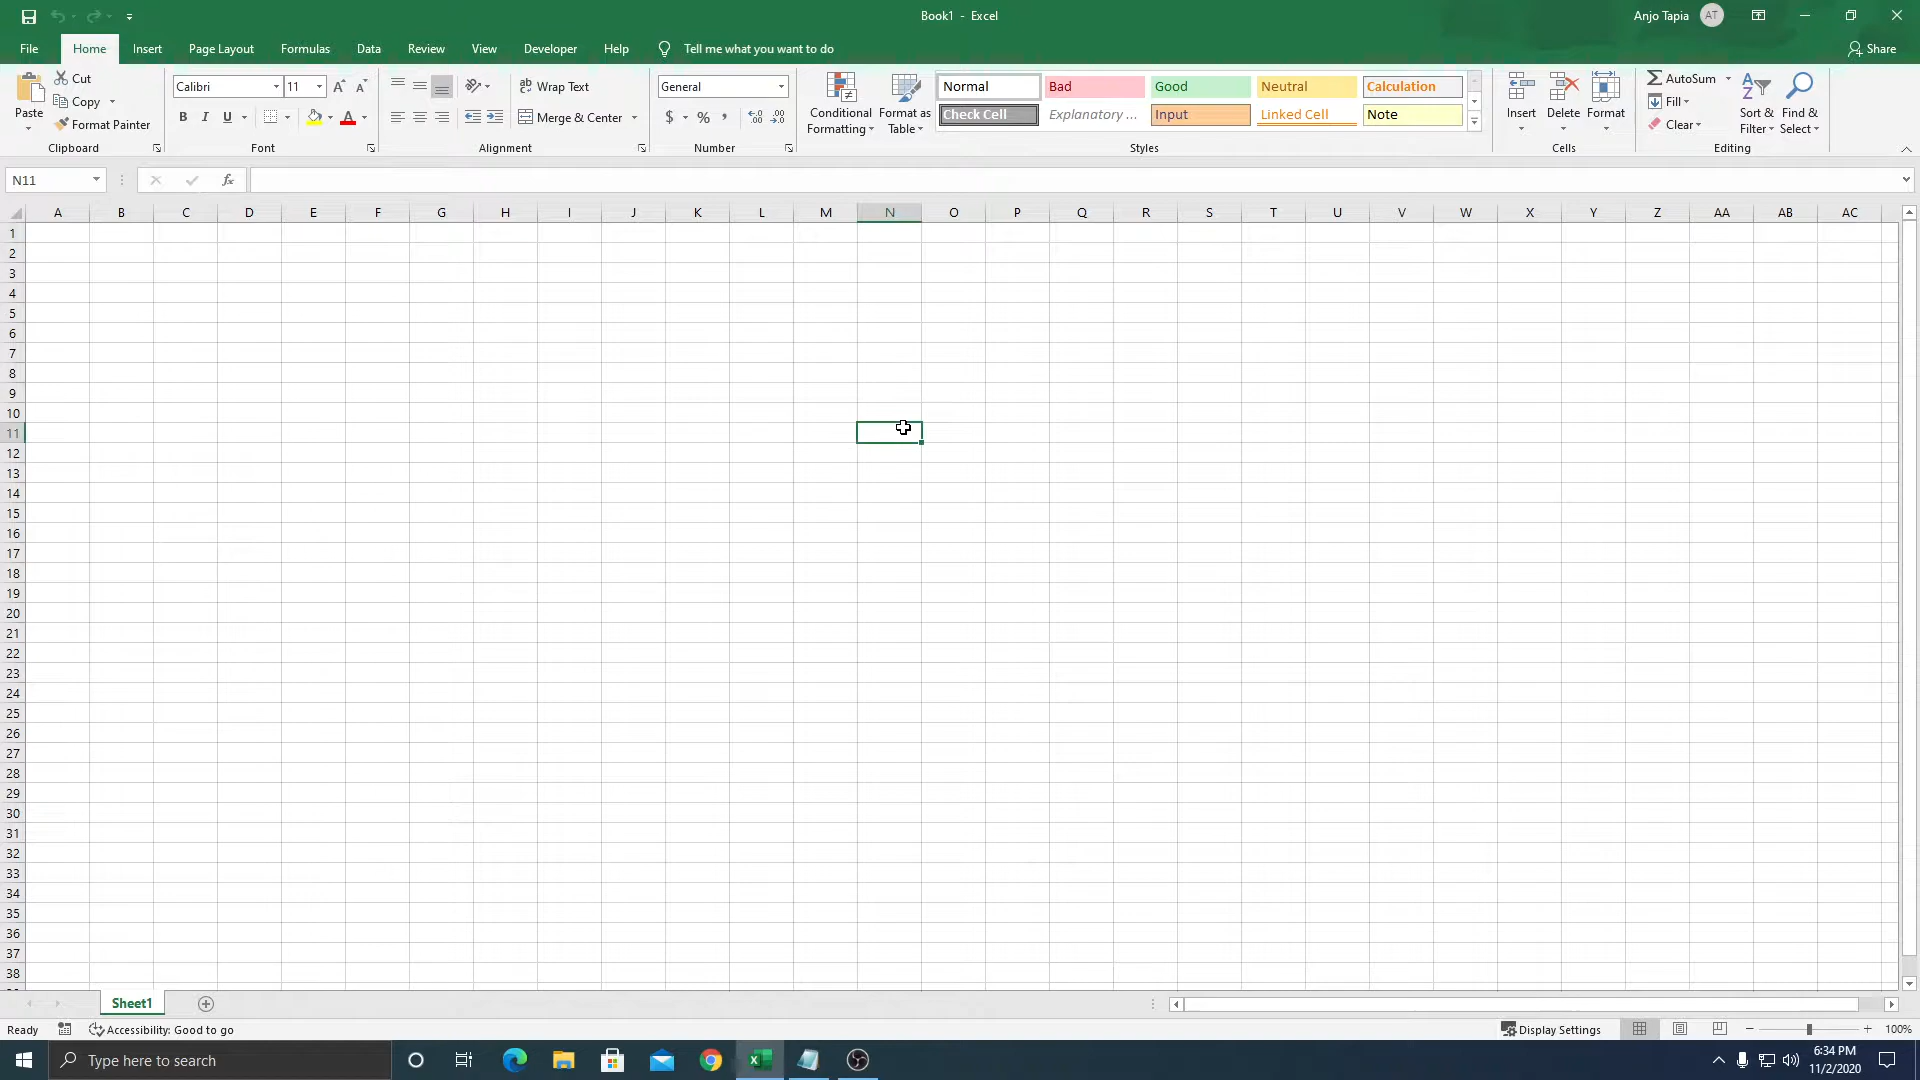 Book1 - Excel
Anjo Tapia AT
File Home Insert Page Layout Formulas Data Review View Developer Help Tell me what you want to do Share
Paste
Cut
Copy
Format Painter
Clipboard
Calibri 11
B I U
Font
Wrap Text
Merge & Center
Alignment
General
$ % ,
Number
Conditional Formatting
Format as Table
Normal Bad Good Neutral Calculation
Check Cell Explanatory ... Input Linked Cell Note
Styles
Insert Delete Format
Cells
AutoSum
Fill
Clear
Sort & Filter
Find & Select
Editing
N11 fx
A B C D E F G H I J K L M N O P Q R S T U V W X Y Z AA AB AC
1
2
3
4
5
6
7
8
9
10
11
12
13
14
15
16
17
18
19
20
21
22
23
24
25
26
27
28
29
30
31
32
33
34
35
36
37
38
Sheet1
Ready Accessibility: Good to go Display Settings 100%
Type here to search
6:34 PM
11/2/2020